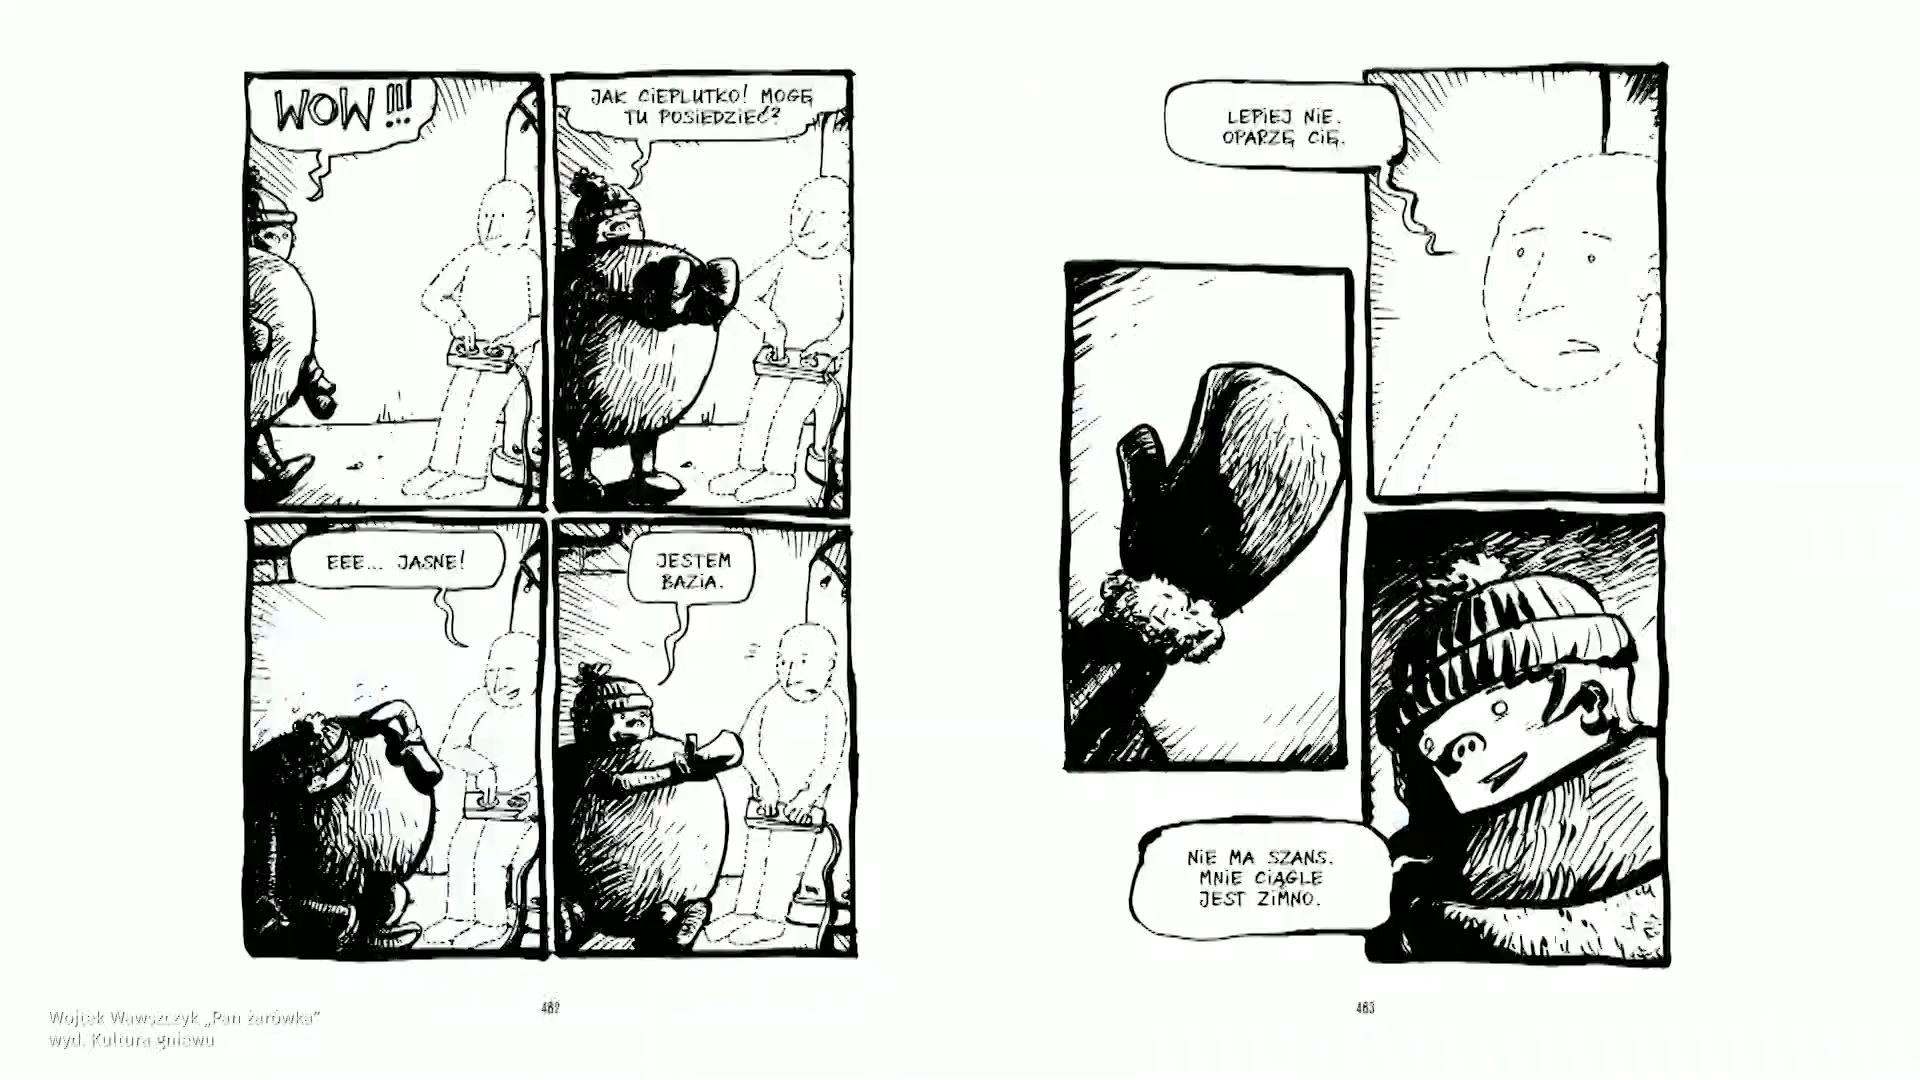 WOW !!!
JAK CIEPLUTKO! MOGĘ
TU POSIEDZIEĆ?
EEE... JASNE!
JESTEM
BAZIA.
LEPIEJ NIE.
OPARZĘ CIĘ.
NIE MA SZANS.
MNIE CIĄGLE
JEST ZIMNO.
482
483
Wojtek Wawszczyk „Pan żarówka”
wyd. Kultura gniewu